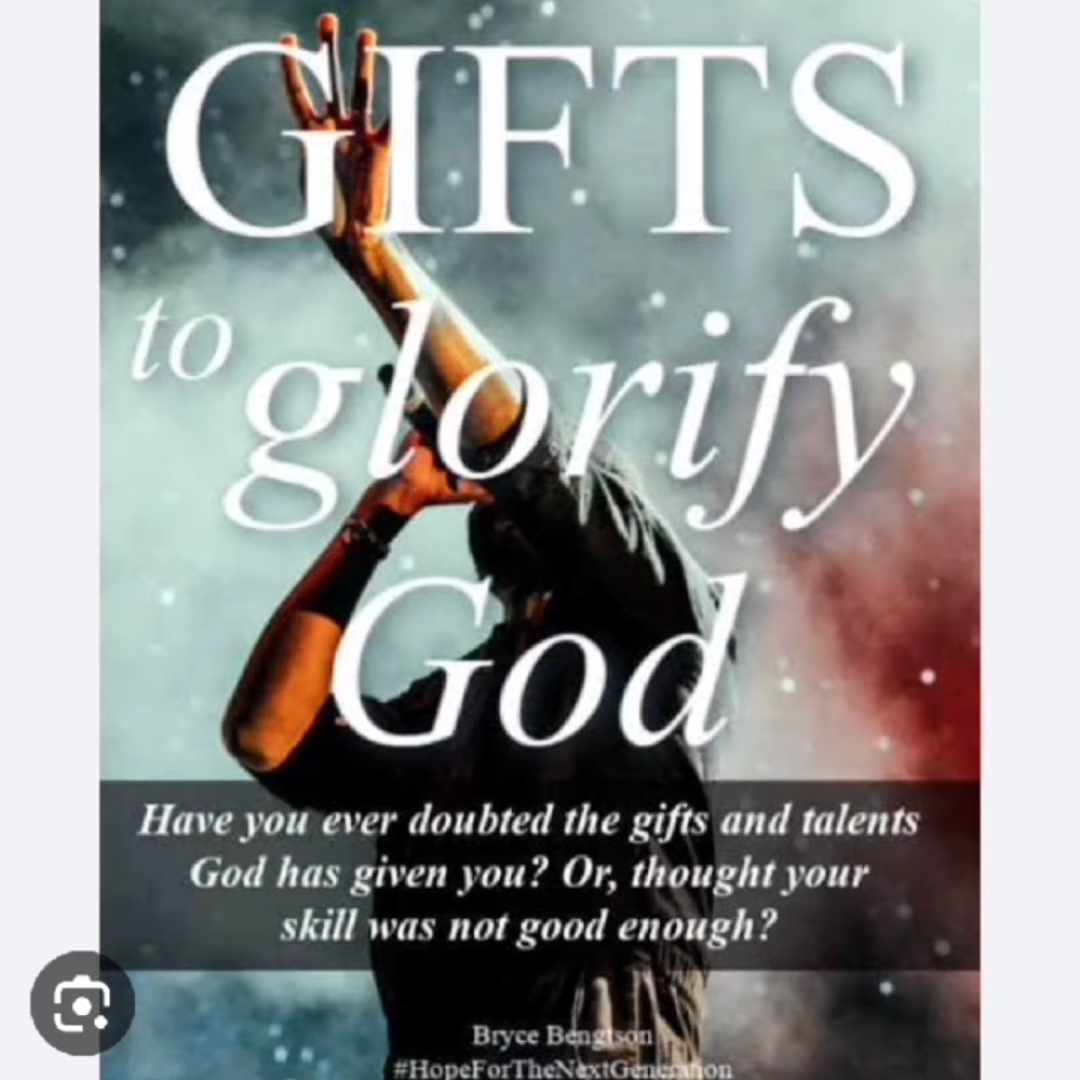 GIFTS
to glorify
God
Have you ever doubted the gifts and talents
God has given you? Or, thought your
skill was not good enough?
Bryce Bengtson
#HopeForTheNextGeneration